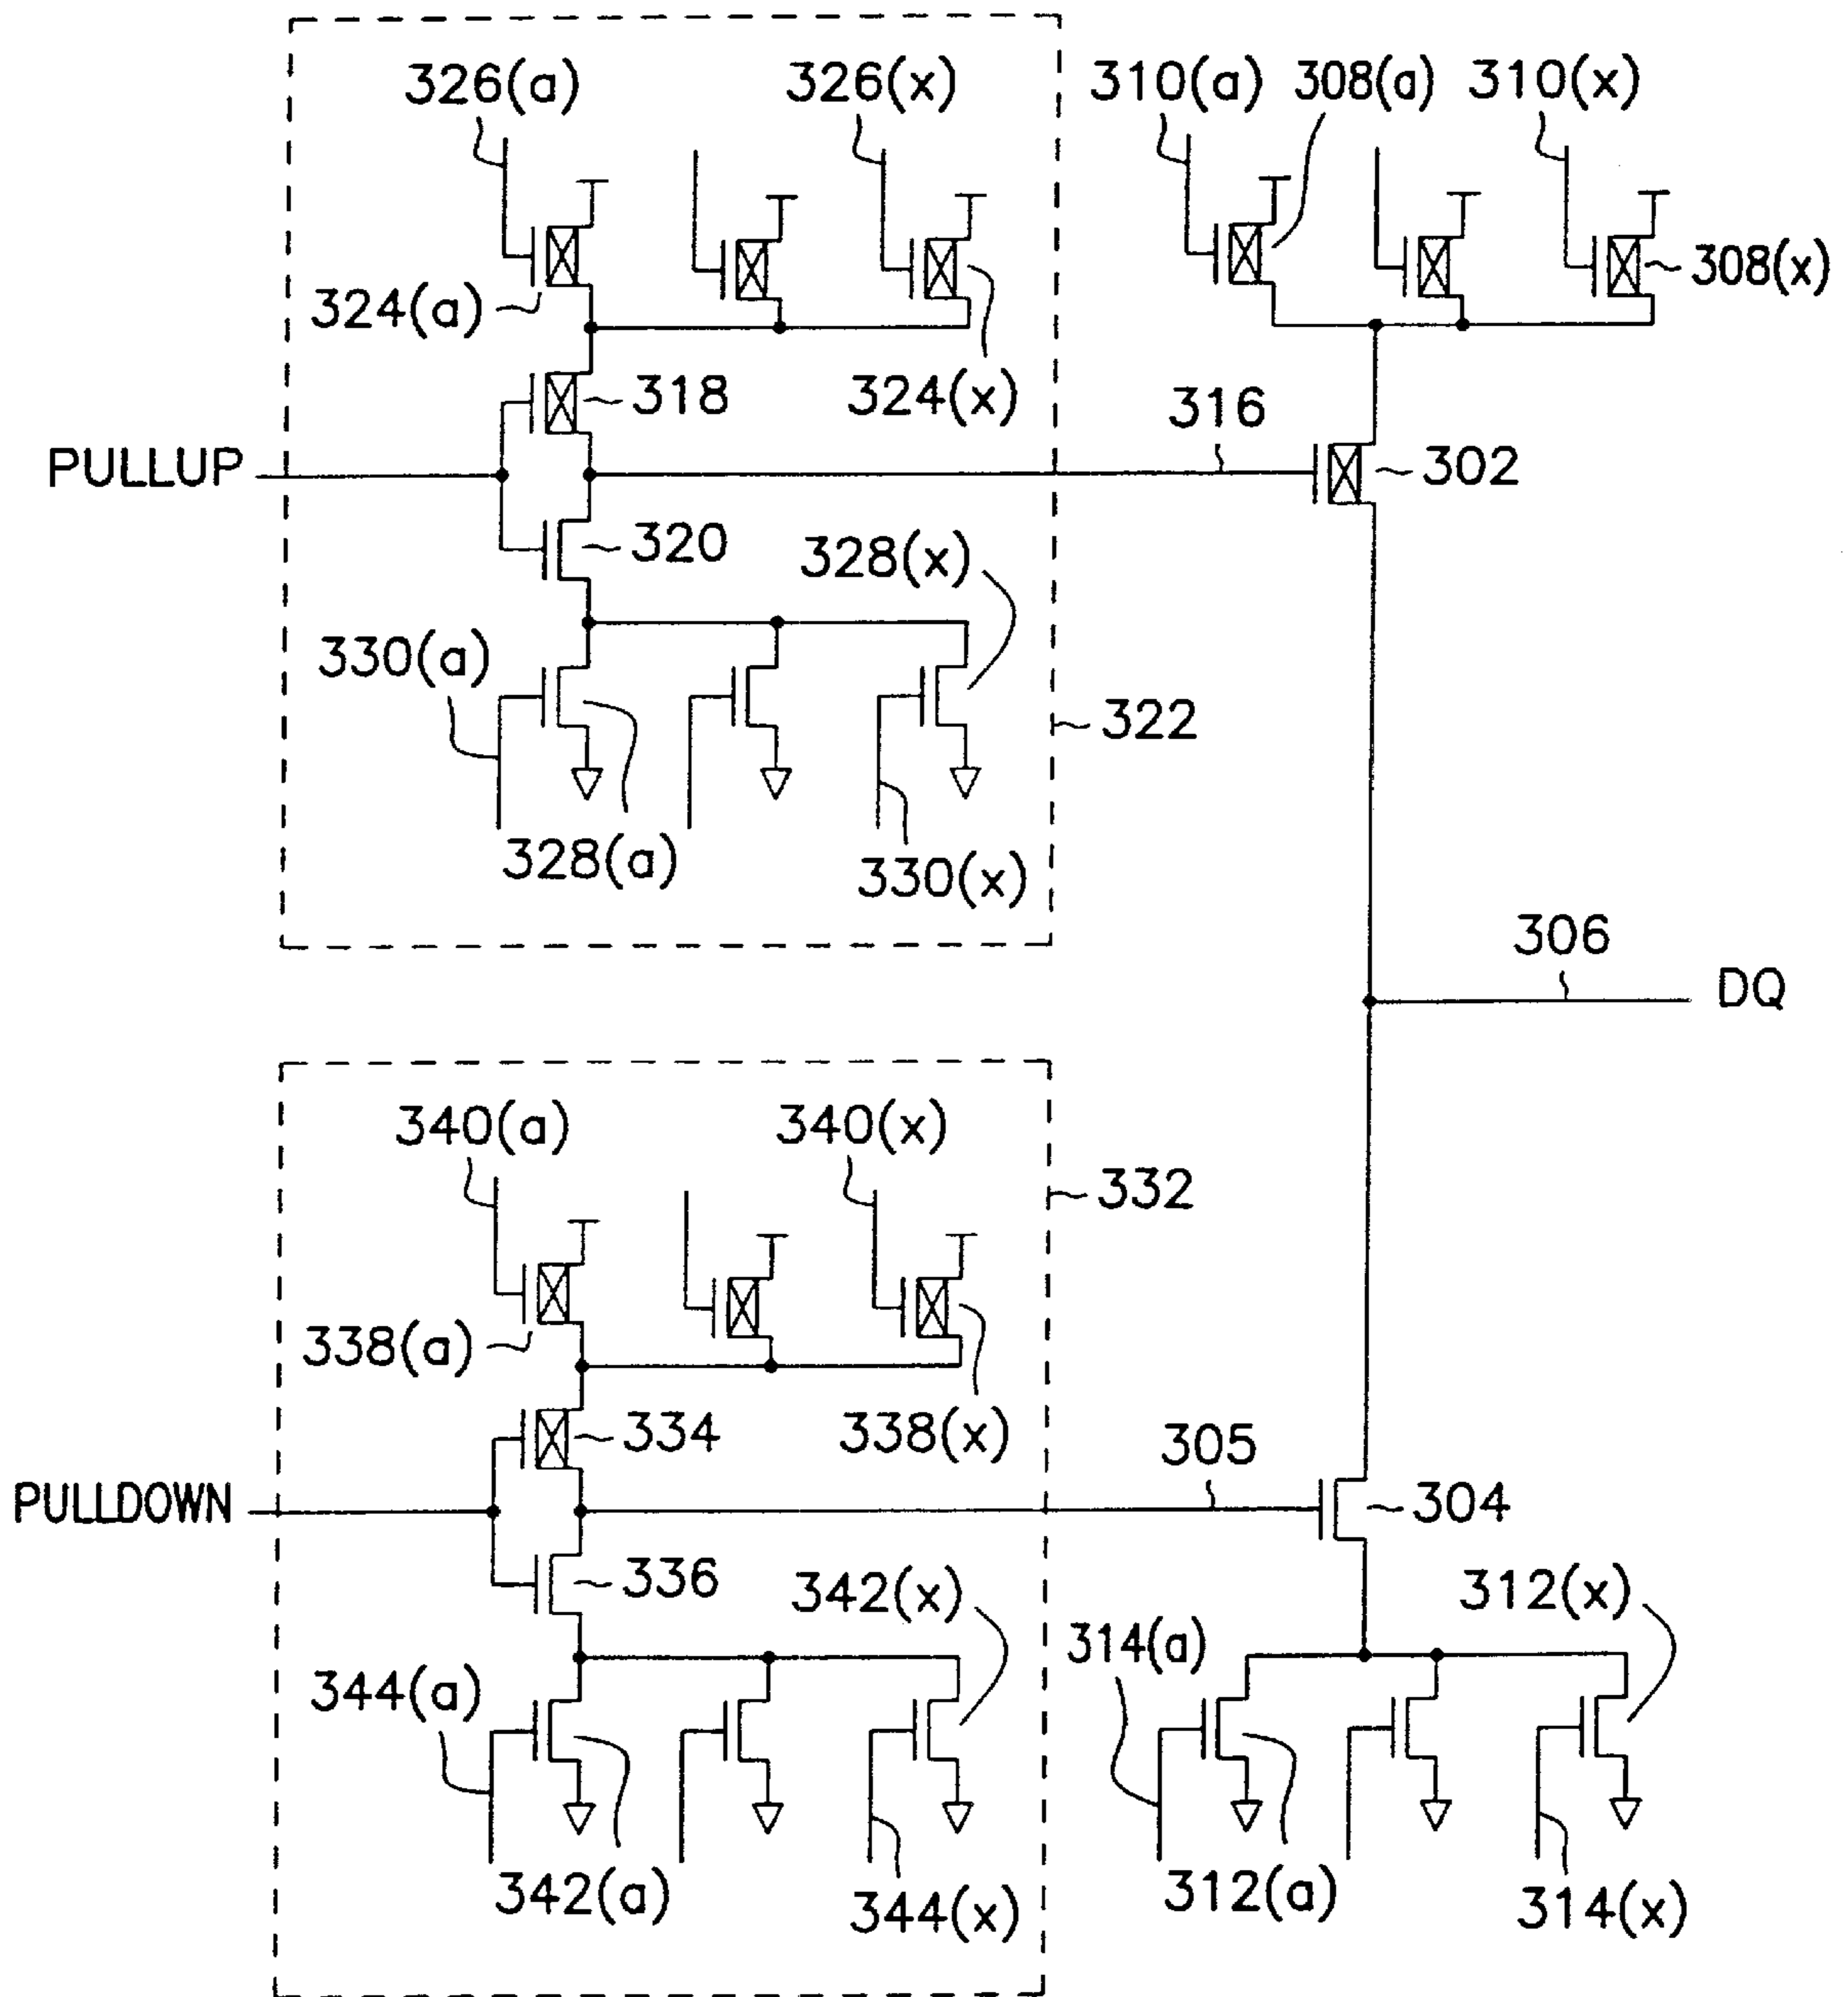 326(a)
326(x)
310(a)
308(a)
310(x)
324(a)
308(x)
318
324(x)
316
PULLUP
302
320
328(x)
330(a)
322
328(a)
330(x)
306
DQ
340(a)
340(x)
332
338(a)
334
338(x)
305
PULLDOWN
304
336
342(x)
312(x)
314(a)
344(a)
342(a)
344(x)
312(a)
314(x)